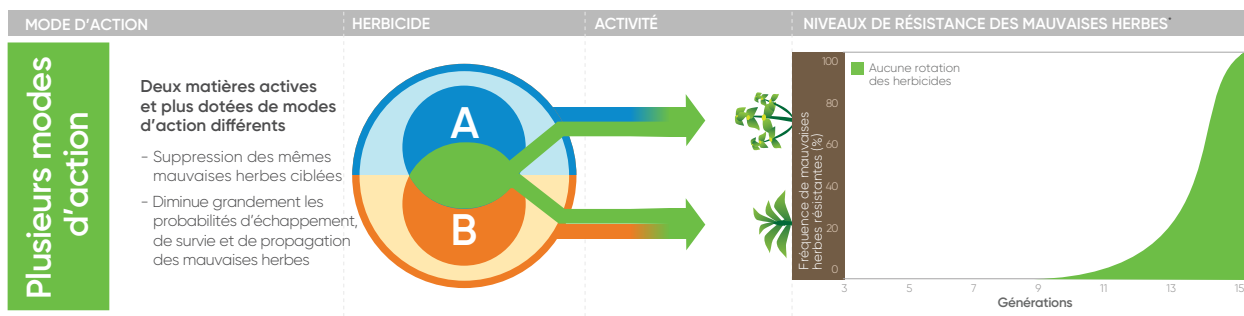 MODE D’ACTION
HERBICIDE
ACTIVITÉ
NIVEAUX DE RÉSISTANCE DES MAUVAISES HERBES*
Plusieurs modes
d’action
Deux matières actives
et plus dotées de modes
d’action différents
- Suppression des mêmes
mauvaises herbes ciblées
- Diminue grandement les
probabilités d’échappement,
de survie et de propagation
des mauvaises herbes
A
B
Fréquence de mauvaises
herbes résistantes (%)
100
80
60
40
20
0
Aucune rotation
des herbicides
3
5
7
9
11
13
15
Générations